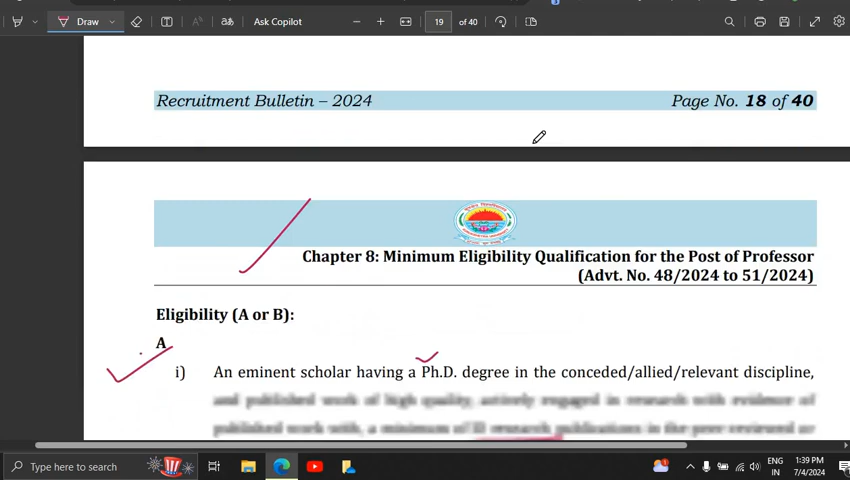 Draw
Ask Copilot
19 of 40
Recruitment Bulletin – 2024 Page No. 18 of 40
Chapter 8: Minimum Eligibility Qualification for the Post of Professor
(Advt. No. 48/2024 to 51/2024)
Eligibility (A or B):
A
i) An eminent scholar having a Ph.D. degree in the conceded/allied/relevant discipline,
and published work of high quality, actively engaged in research with evidence of
published work with, a minimum of 10 research publications in the peer-reviewed or
Type here to search
ENG
IN
1:39 PM
7/4/2024